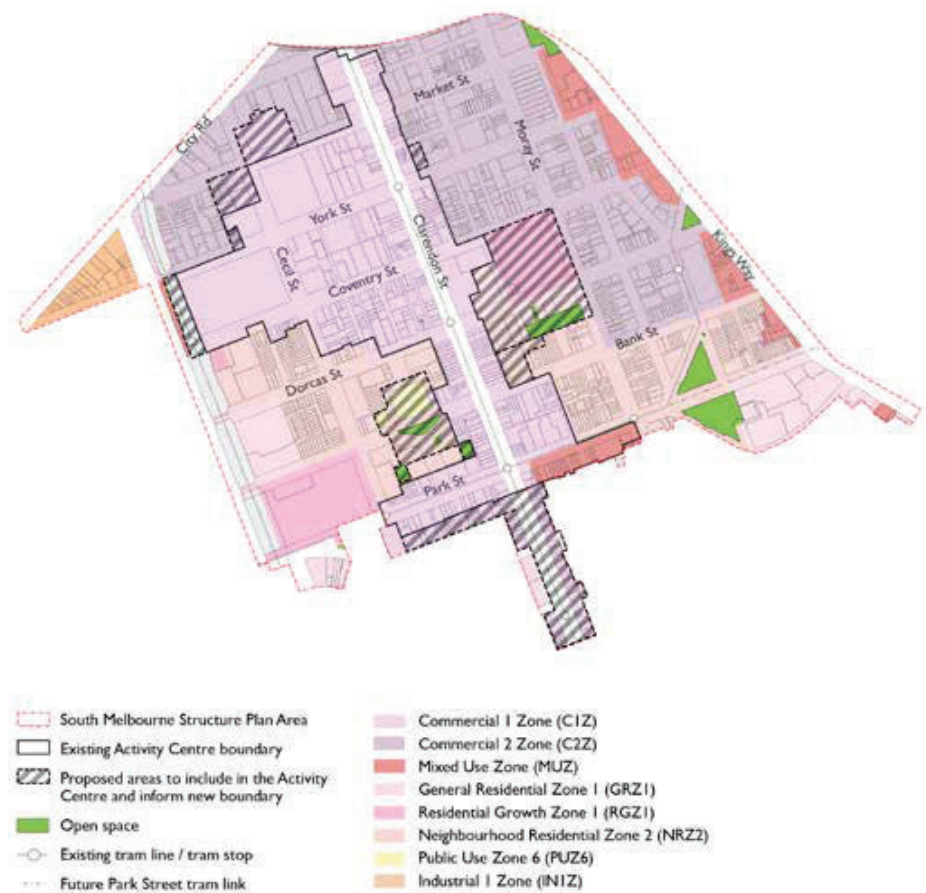 Market St
City Rd
Moray St
York St
Clarendon St
Cecil St
Coventry St
Kings Way
Bank St
Dorcas St
Park St
South Melbourne Structure Plan Area
Existing Activity Centre boundary
Proposed areas to include in the Activity
Centre and inform new boundary
Open space
Existing tram line / tram stop
Future Park Street tram link
Commercial 1 Zone (C1Z)
Commercial 2 Zone (C2Z)
Mixed Use Zone (MUZ)
General Residential Zone 1 (GRZ1)
Residential Growth Zone 1 (RGZ1)
Neighbourhood Residential Zone 2 (NRZ2)
Public Use Zone 6 (PUZ6)
Industrial 1 Zone (IN1Z)